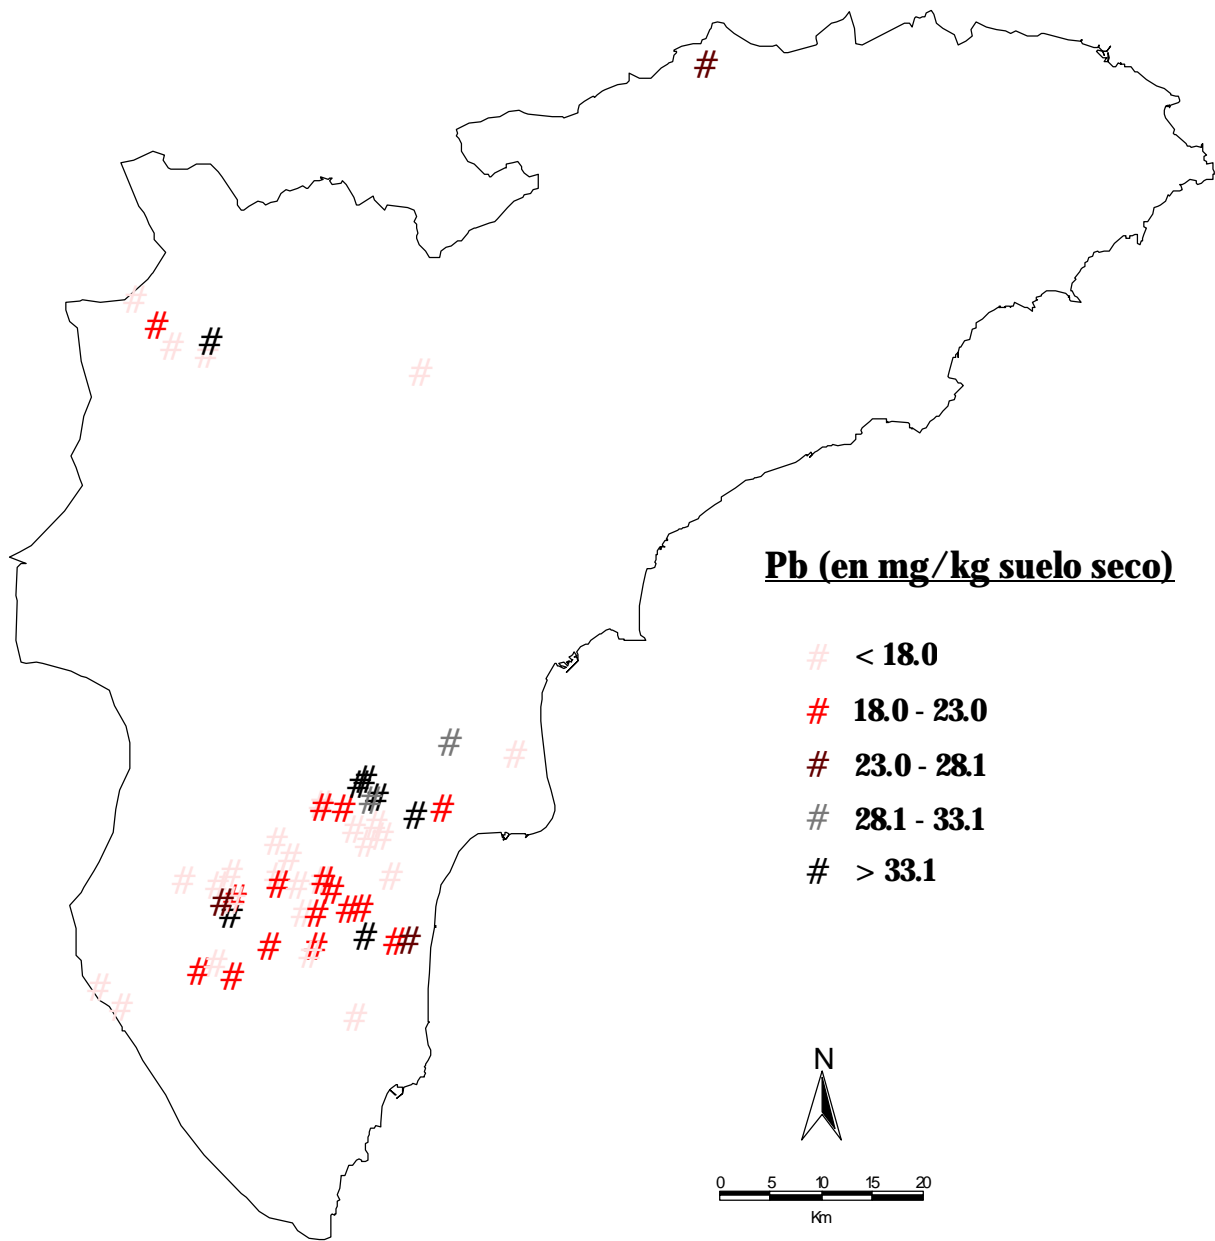 Pb (en mg/kg suelo seco)
# < 18.0
# 18.0 - 23.0
# 23.0 - 28.1
# 28.1 - 33.1
# > 33.1
N
0 5 10 15 20
Km